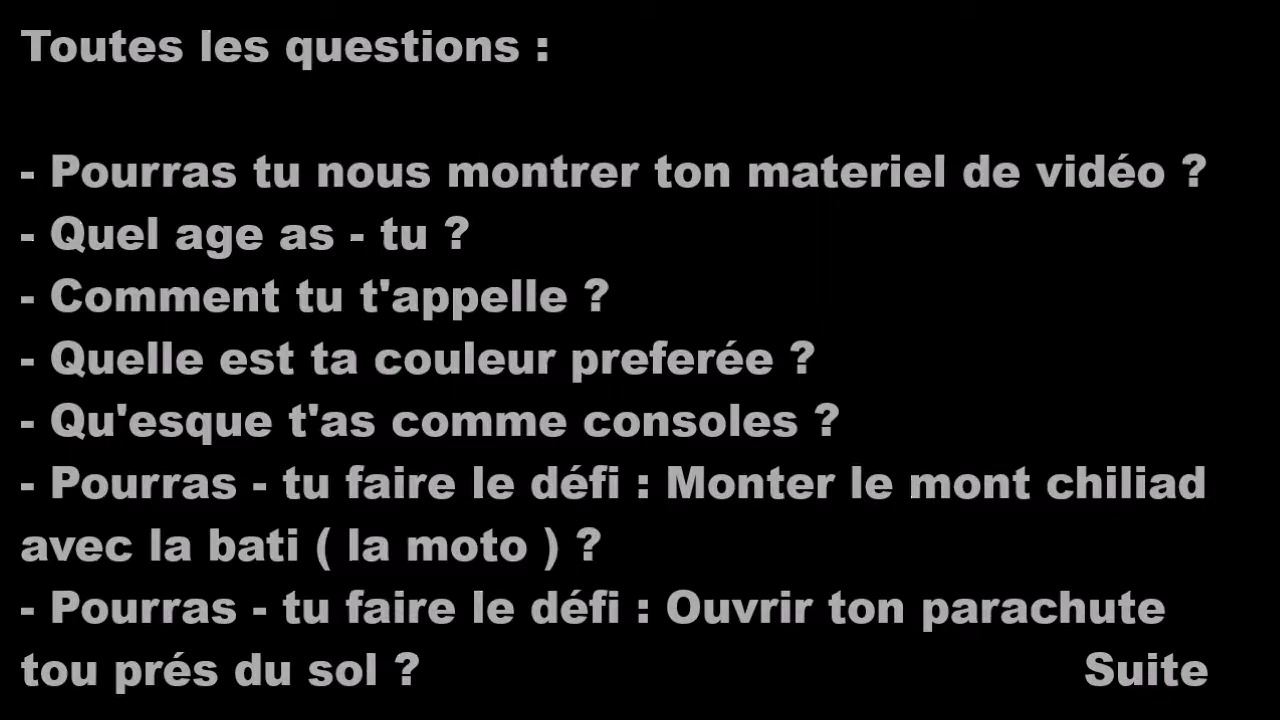 Toutes les questions :
- Pourras tu nous montrer ton materiel de vidéo ?
- Quel age as - tu ?
- Comment tu t'appelle ?
- Quelle est ta couleur preferée ?
- Qu'esque t'as comme consoles ?
- Pourras - tu faire le défi : Monter le mont chiliad
avec la bati ( la moto ) ?
- Pourras - tu faire le défi : Ouvrir ton parachute
tou prés du sol ? Suite